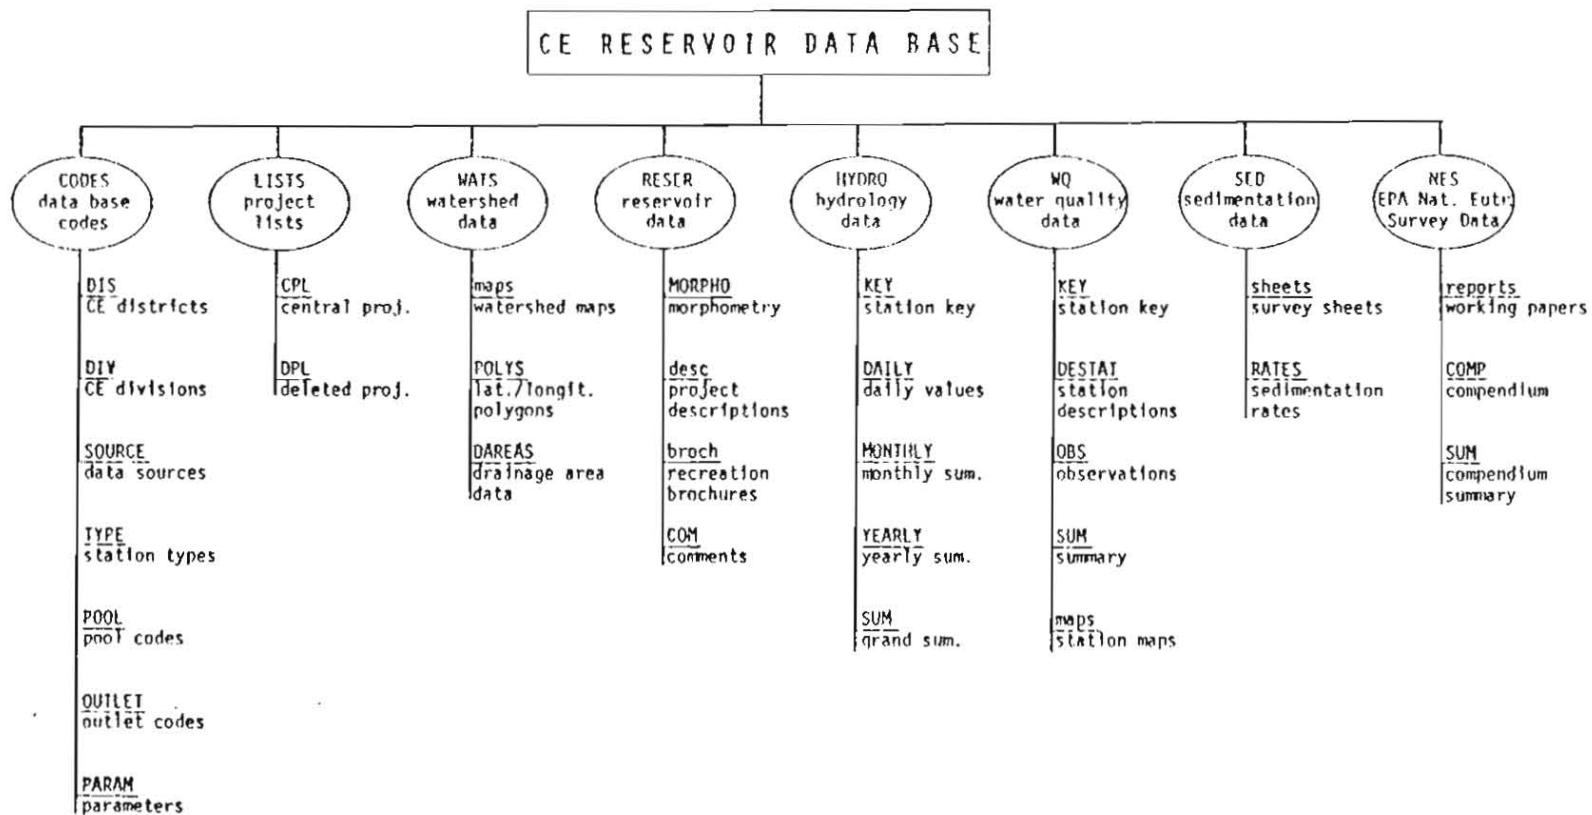 CE RESERVOIR DATA BASE
CODES
data base
codes
DIS
CE districts
DIV
CE divisions
SOURCE
data sources
TYPE
station types
POOL
pool codes
OUTLET
outlet codes
PARAM
parameters
LISTS
project
lists
CPL
central proj.
DPL
deleted proj.
WATS
watershed
data
maps
watershed maps
POLYS
lat./longit.
polygons
DAREAS
drainage area
data
RESER
reservoir
data
MORPHO
morphometry
desc
project
descriptions
broch
recreation
brochures
COM
comments
HYDRO
hydrology
data
KEY
station key
DAILY
daily values
MONTHLY
monthly sum.
YEARLY
yearly sum.
SUM
grand sum.
WQ
water quality
data
KEY
station key
DESTAT
station
descriptions
OBS
observations
SUM
summary
maps
station maps
SED
sedimentation
data
sheets
survey sheets
RATES
sedimentation
rates
NES
EPA Nat. Eutr.
Survey Data
reports
working papers
COMP
compendium
SUM
compendium
summary